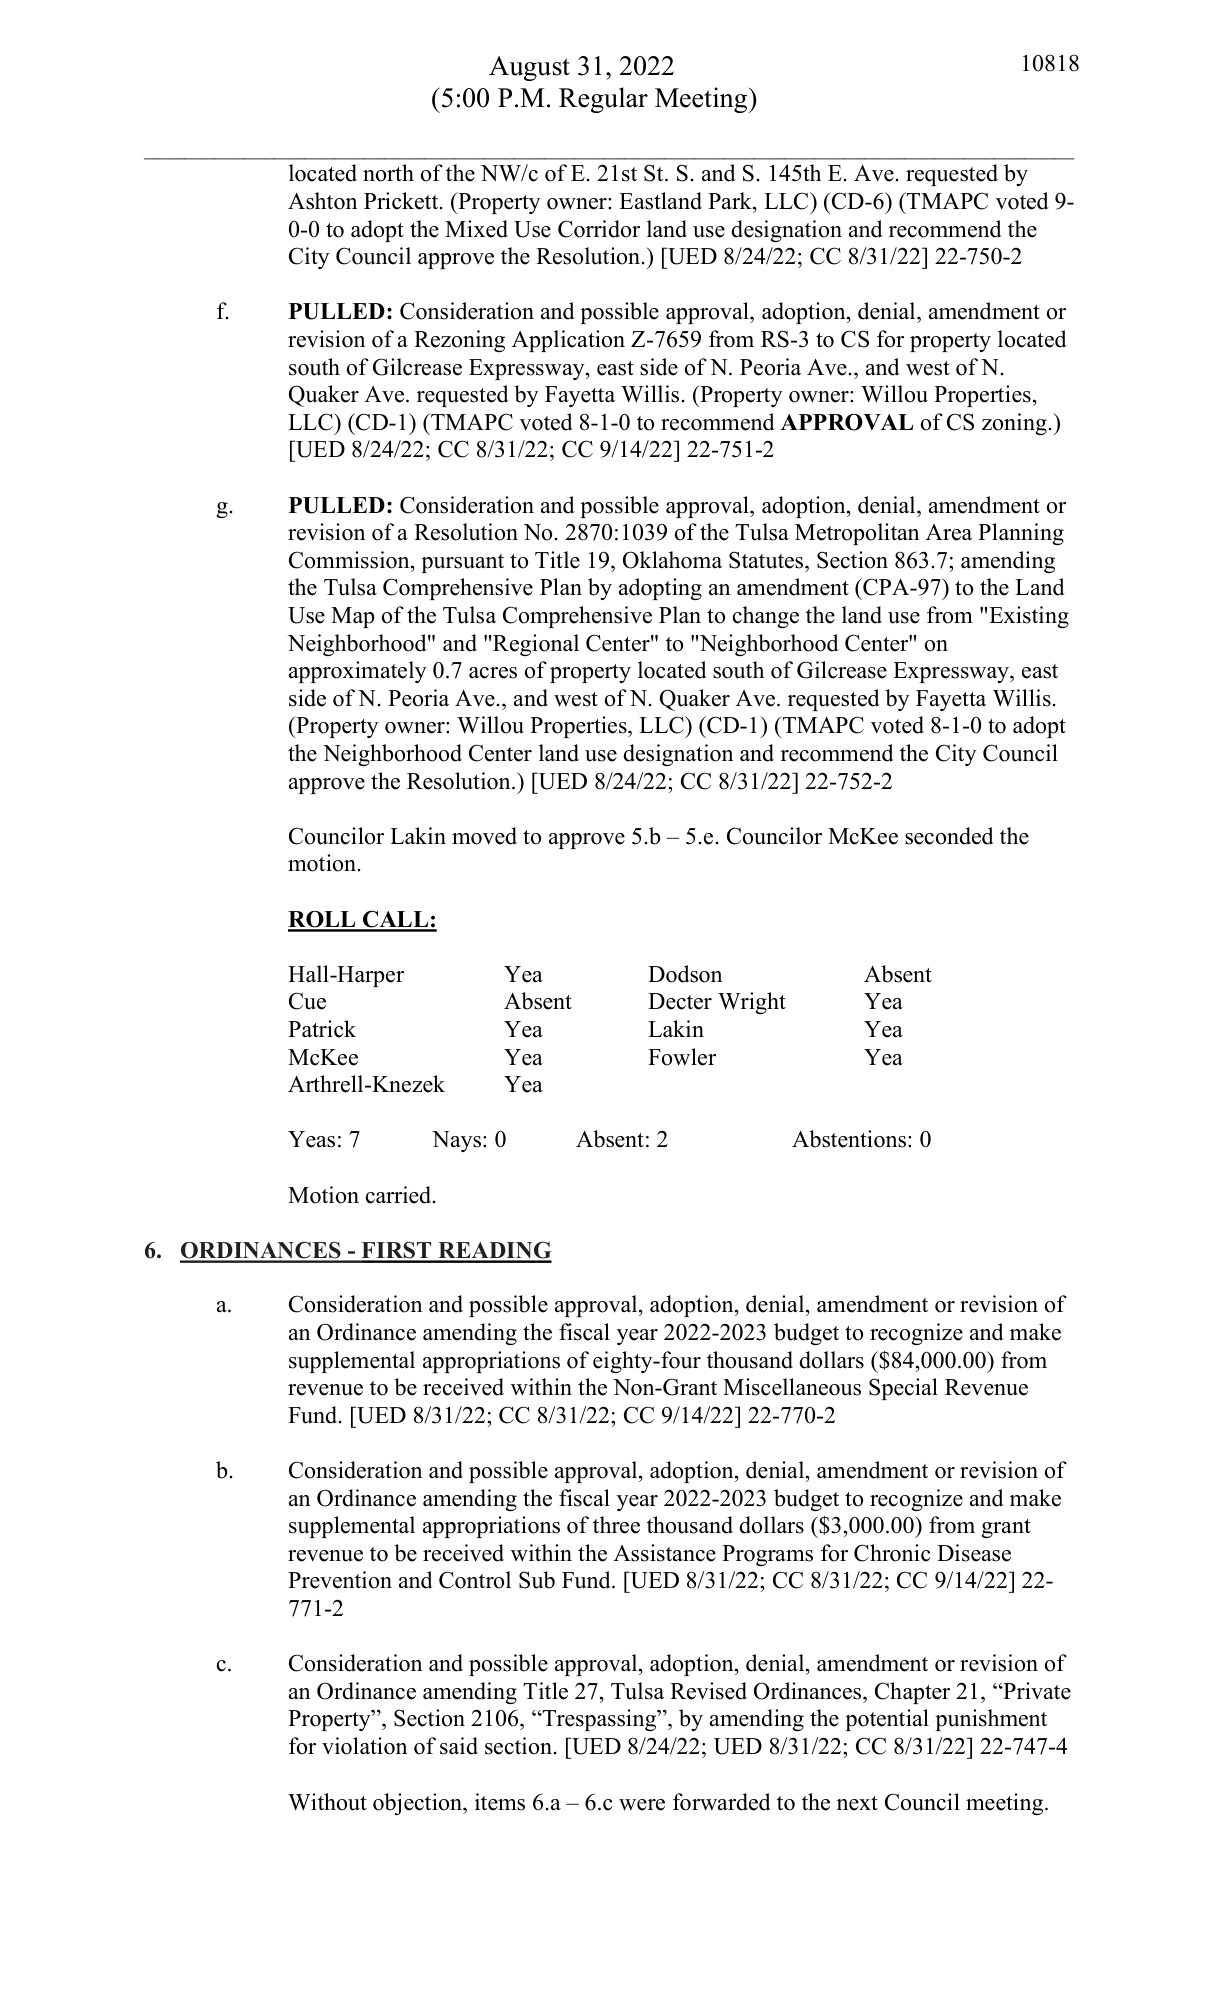 August 31, 2022
10818
(5:00 P.M. Regular Meeting)
located north of the NW/c of E. 21st St. S. and S. 145th E. Ave. requested by
Ashton Prickett. (Property owner: Eastland Park, LLC) (CD-6) (TMAPC voted 9-
0-0 to adopt the Mixed Use Corridor land use designation and recommend the
City Council approve the Resolution.) [UED 8/24/22; CC 8/31/22] 22-750-2
f. PULLED: Consideration and possible approval, adoption, denial, amendment or
revision of a Rezoning Application Z-7659 from RS-3 to CS for property located
south of Gilcrease Expressway, east side of N. Peoria Ave., and west of N.
Quaker Ave. requested by Fayetta Willis. (Property owner: Willou Properties,
LLC) (CD-1) (TMAPC voted 8-1-0 to recommend APPROVAL of CS zoning.)
[UED 8/24/22; CC 8/31/22; CC 9/14/22] 22-751-2
g. PULLED: Consideration and possible approval, adoption, denial, amendment or
revision of a Resolution No. 2870:1039 of the Tulsa Metropolitan Area Planning
Commission, pursuant to Title 19, Oklahoma Statutes, Section 863.7; amending
the Tulsa Comprehensive Plan by adopting an amendment (CPA-97) to the Land
Use Map of the Tulsa Comprehensive Plan to change the land use from "Existing
Neighborhood" and "Regional Center" to "Neighborhood Center" on
approximately 0.7 acres of property located south of Gilcrease Expressway, east
side of N. Peoria Ave., and west of N. Quaker Ave. requested by Fayetta Willis.
(Property owner: Willou Properties, LLC) (CD-1) (TMAPC voted 8-1-0 to adopt
the Neighborhood Center land use designation and recommend the City Council
approve the Resolution.) [UED 8/24/22; CC 8/31/22] 22-752-2
Councilor Lakin moved to approve 5.b – 5.e. Councilor McKee seconded the
motion.
ROLL CALL:
Hall-Harper Yea Dodson Absent
Cue Absent Decter Wright Yea
Patrick Yea Lakin Yea
McKee Yea Fowler Yea
Arthrell-Knezek Yea
Yeas: 7 Nays: 0 Absent: 2 Abstentions: 0
Motion carried.
6. ORDINANCES - FIRST READING
a. Consideration and possible approval, adoption, denial, amendment or revision of
an Ordinance amending the fiscal year 2022-2023 budget to recognize and make
supplemental appropriations of eighty-four thousand dollars ($84,000.00) from
revenue to be received within the Non-Grant Miscellaneous Special Revenue
Fund. [UED 8/31/22; CC 8/31/22; CC 9/14/22] 22-770-2
b. Consideration and possible approval, adoption, denial, amendment or revision of
an Ordinance amending the fiscal year 2022-2023 budget to recognize and make
supplemental appropriations of three thousand dollars ($3,000.00) from grant
revenue to be received within the Assistance Programs for Chronic Disease
Prevention and Control Sub Fund. [UED 8/31/22; CC 8/31/22; CC 9/14/22] 22-
771-2
c. Consideration and possible approval, adoption, denial, amendment or revision of
an Ordinance amending Title 27, Tulsa Revised Ordinances, Chapter 21, “Private
Property”, Section 2106, “Trespassing”, by amending the potential punishment
for violation of said section. [UED 8/24/22; UED 8/31/22; CC 8/31/22] 22-747-4
Without objection, items 6.a – 6.c were forwarded to the next Council meeting.